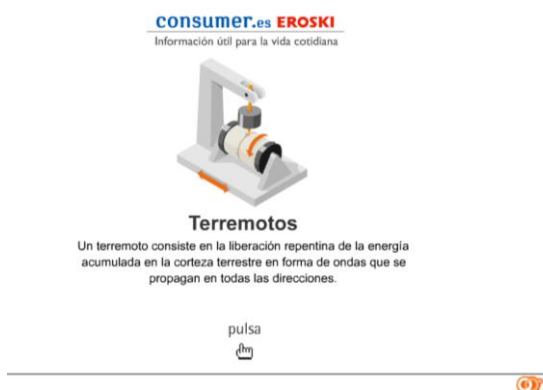 consumer.es EROSKI
Información útil para la vida cotidiana
Terremotos
Un terremoto consiste en la liberación repentina de la energía
acumulada en la corteza terrestre en forma de ondas que se
propagan en todas las direcciones.
pulsa